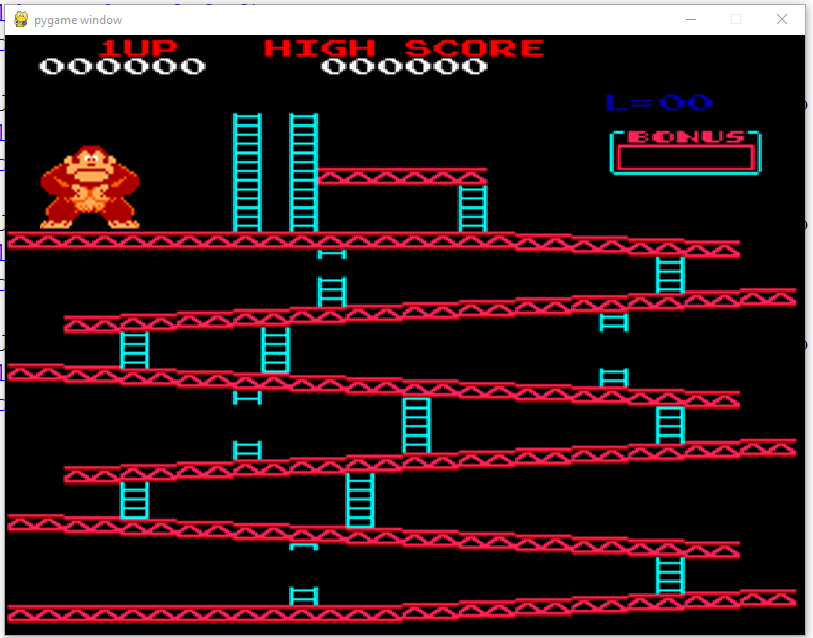 pygame window
1UP HIGH SCORE
000000 000000
L=00
BONUS